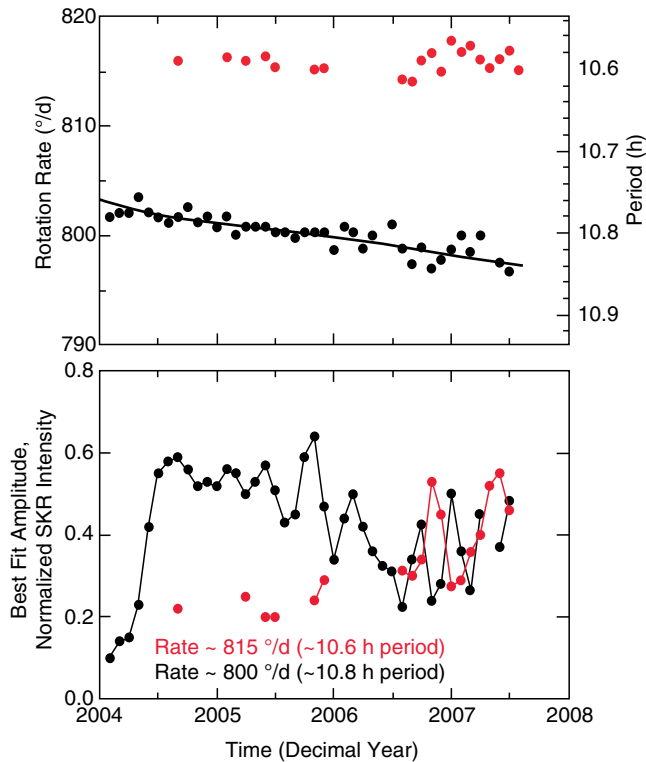 820
810
800
790
Rotation Rate (°/d)
10.6
10.7
10.8
10.9
Period (h)
0.8
0.6
0.4
0.2
0.0
Best Fit Amplitude,
Normalized SKR Intensity
Rate ~ 815 °/d (~10.6 h period)
Rate ~ 800 °/d (~10.8 h period)
2004
2005
2006
2007
2008
Time (Decimal Year)